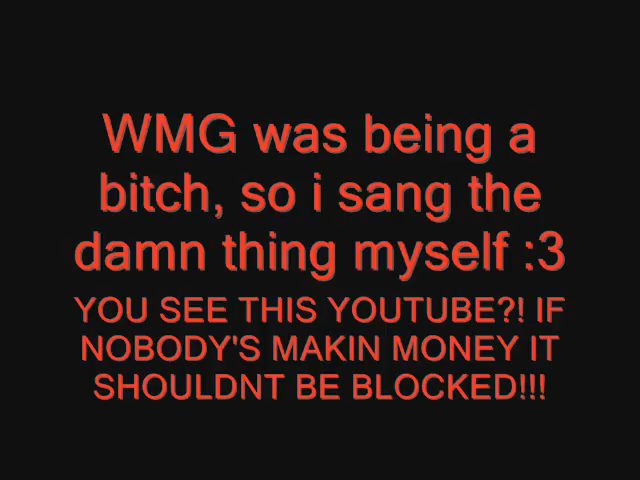 WMG was being a
bitch, so i sang the
damn thing myself :3
YOU SEE THIS YOUTUBE?! IF
NOBODY'S MAKIN MONEY IT
SHOULDNT BE BLOCKED!!!